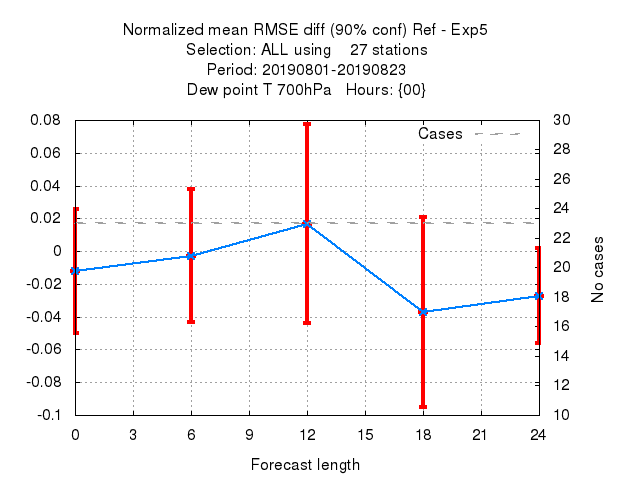 Normalized mean RMSE diff (90% conf) Ref - Exp5
Selection: ALL using    27 stations
Period: 20190801-20190823
Dew point T 700hPa   Hours: {00}
Cases
0.08
0.06
0.04
0.02
0
-0.02
-0.04
-0.06
-0.08
-0.1
30
28
26
24
22
20
18
16
14
12
10
No cases
0 3 6 9 12 15 18 21 24
Forecast length